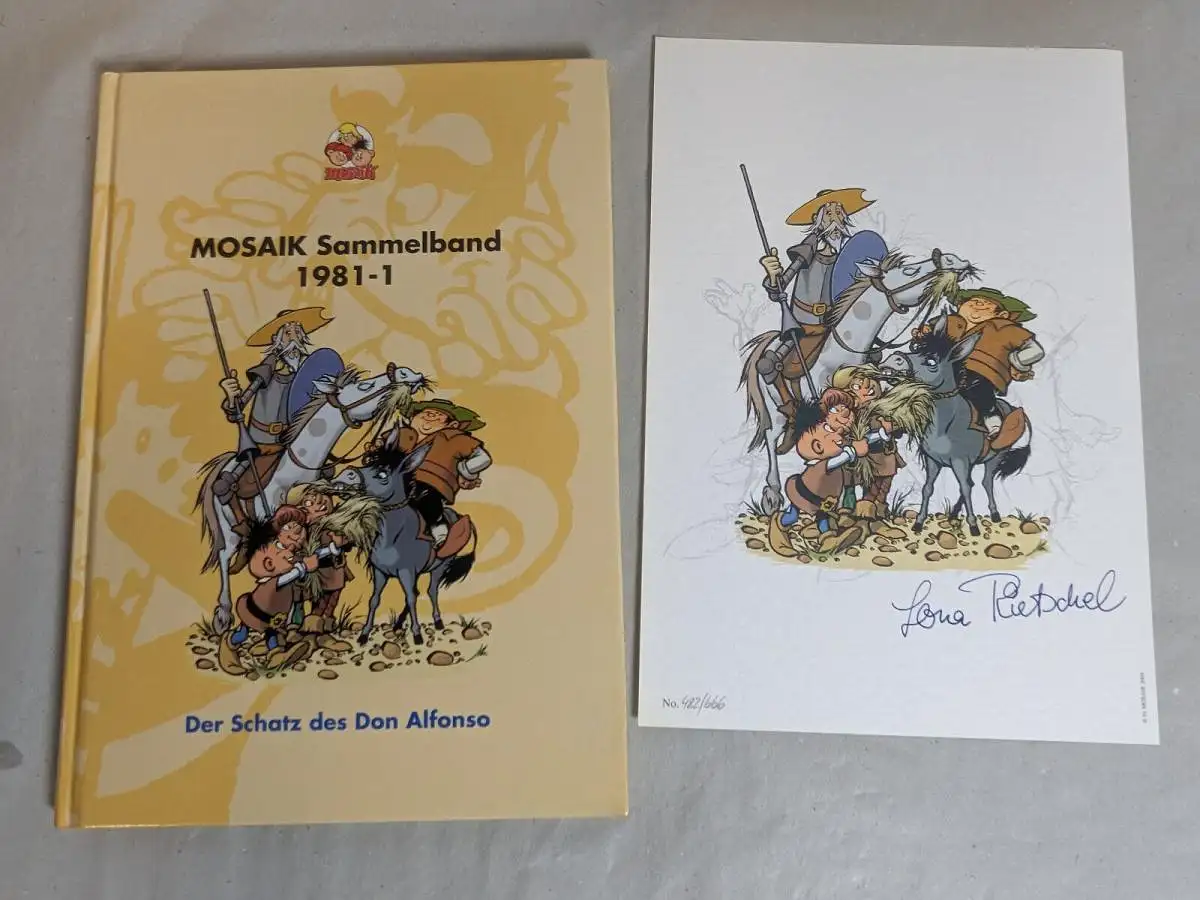 MOSAIK
MOSAIK Sammelband
1981-1
Der Schatz des Don Alfonso
Lona Rietschel
No. 482/666